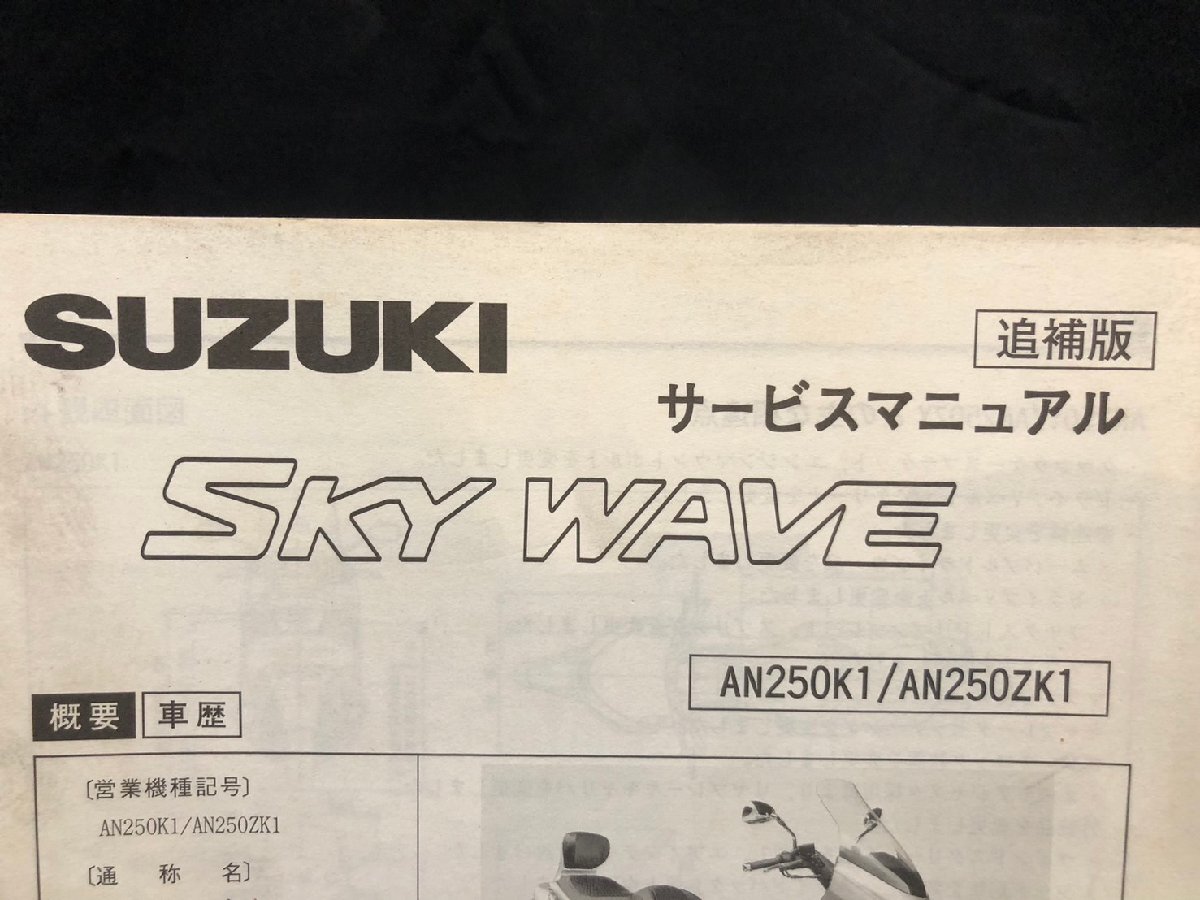 SUZUKI
追補版
サービスマニュアル
SKY WAVE
AN250K1/AN250ZK1
概要 車歴
〔営業機種記号〕
AN250K1/AN250ZK1
〔通 称 名〕